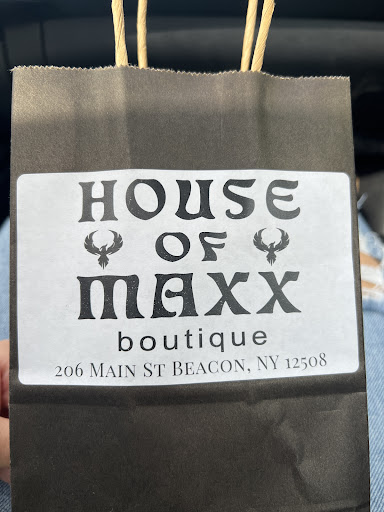 HOUSE
OF
MAXX
boutique
206 MAIN ST BEACON, NY 12508